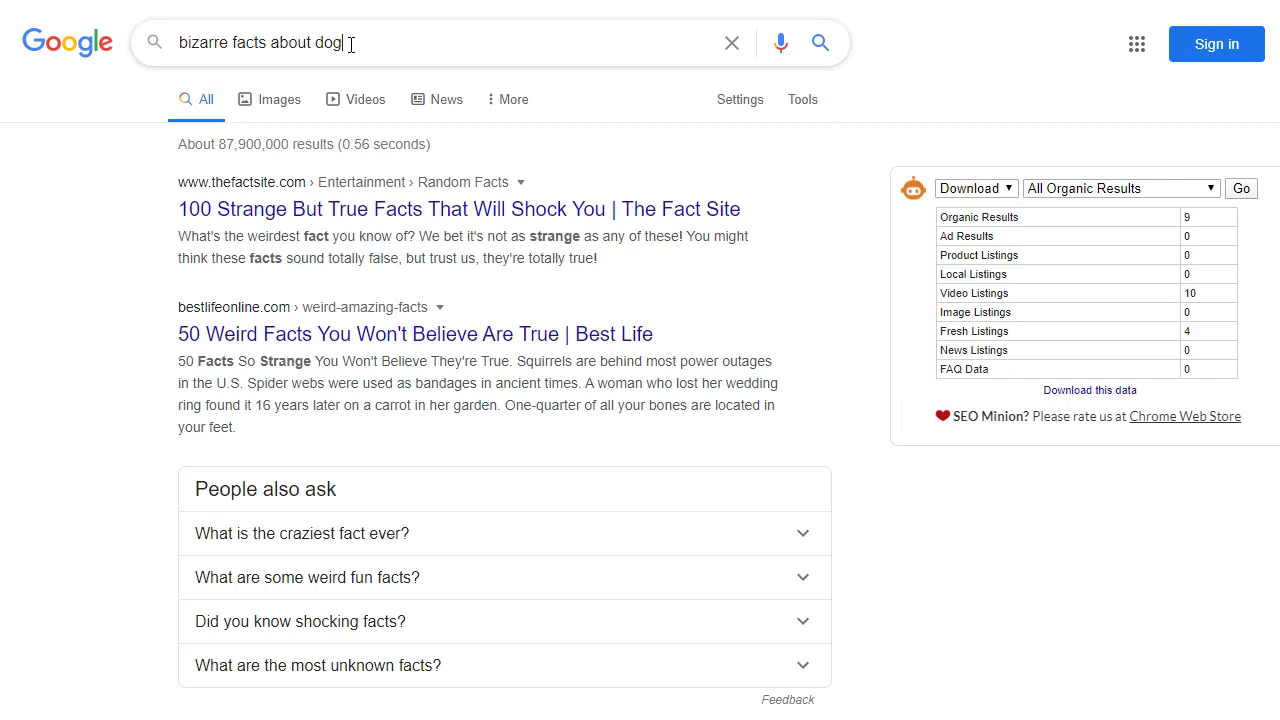 Google
bizarre facts about dog
Sign in
All Images Videos News More Settings Tools
About 87,900,000 results (0.56 seconds)
www.thefactsite.com › Entertainment › Random Facts
100 Strange But True Facts That Will Shock You | The Fact Site
What's the weirdest fact you know of? We bet it's not as strange as any of these! You might
think these facts sound totally false, but trust us, they're totally true!
bestlifeonline.com › weird-amazing-facts
50 Weird Facts You Won't Believe Are True | Best Life
50 Facts So Strange You Won't Believe They're True. Squirrels are behind most power outages
in the U.S. Spider webs were used as bandages in ancient times. A woman who lost her wedding
ring found it 16 years later on a carrot in her garden. One-quarter of all your bones are located in
your feet.
People also ask
What is the craziest fact ever?
What are some weird fun facts?
Did you know shocking facts?
What are the most unknown facts?
Feedback
Download All Organic Results Go
Organic Results 9
Ad Results 0
Product Listings 0
Local Listings 0
Video Listings 10
Image Listings 0
Fresh Listings 4
News Listings 0
FAQ Data 0
Download this data
SEO Minion? Please rate us at Chrome Web Store